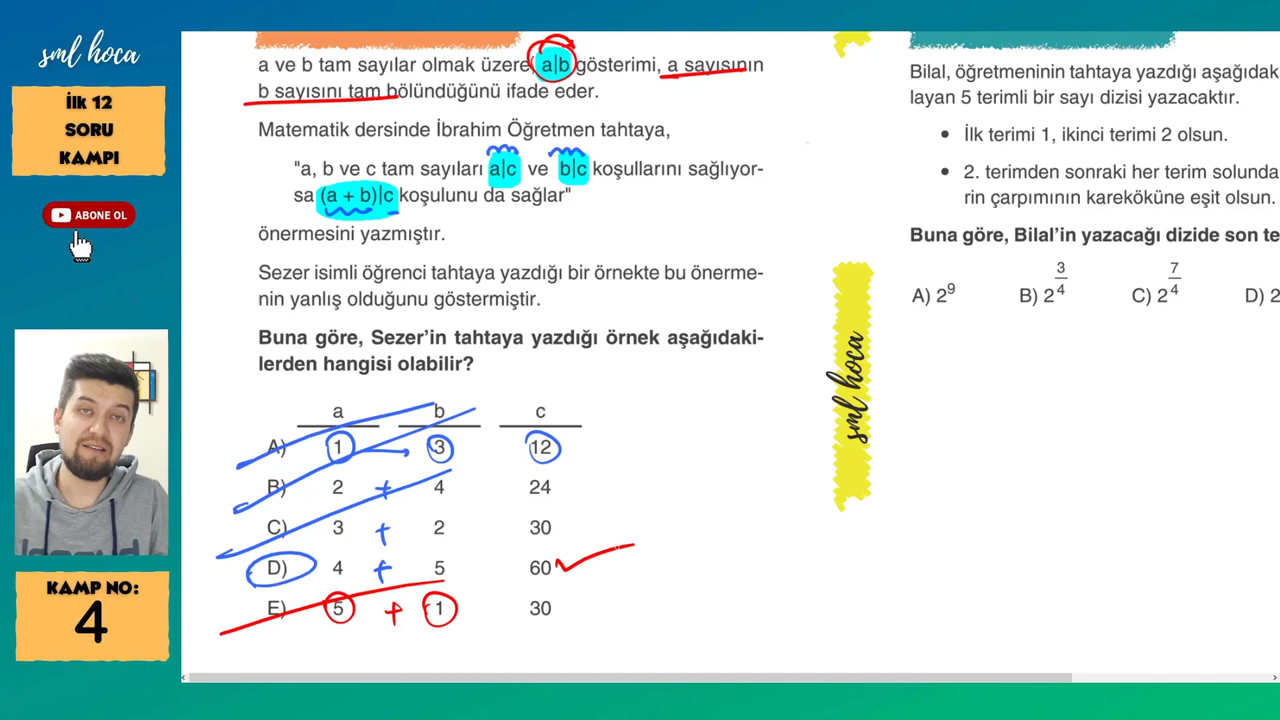 sml hoca
İlk 12
SORU
KAMPI
ABONE OL
KAMP NO:
4
a ve b tam sayılar olmak üzere, a|b gösterimi, a sayısının
b sayısını tam bölündüğünü ifade eder.
Matematik dersinde İbrahim Öğretmen tahtaya,
"a, b ve c tam sayıları a|c ve b|c koşullarını sağlıyor-
sa (a + b)|c koşulunu da sağlar"
önermesini yazmıştır.
Sezer isimli öğrenci tahtaya yazdığı bir örnekte bu önerme-
nin yanlış olduğunu göstermiştir.
Buna göre, Sezer'in tahtaya yazdığı örnek aşağıdaki-
lerden hangisi olabilir?
a b c
A) 1 3 12
B) 2 + 4 24
C) 3 + 2 30
D) 4 + 5 60
E) 5 + 1 30
sml hoca
Bilal, öğretmeninin tahtaya yazdığı aşağıdak
layan 5 terimli bir sayı dizisi yazacaktır.
• İlk terimi 1, ikinci terimi 2 olsun.
• 2. terimden sonraki her terim solunda
rin çarpımının kareköküne eşit olsun.
Buna göre, Bilal'in yazacağı dizide son te
A) 2^9 B) 2^(3/4) C) 2^(7/4) D) 2